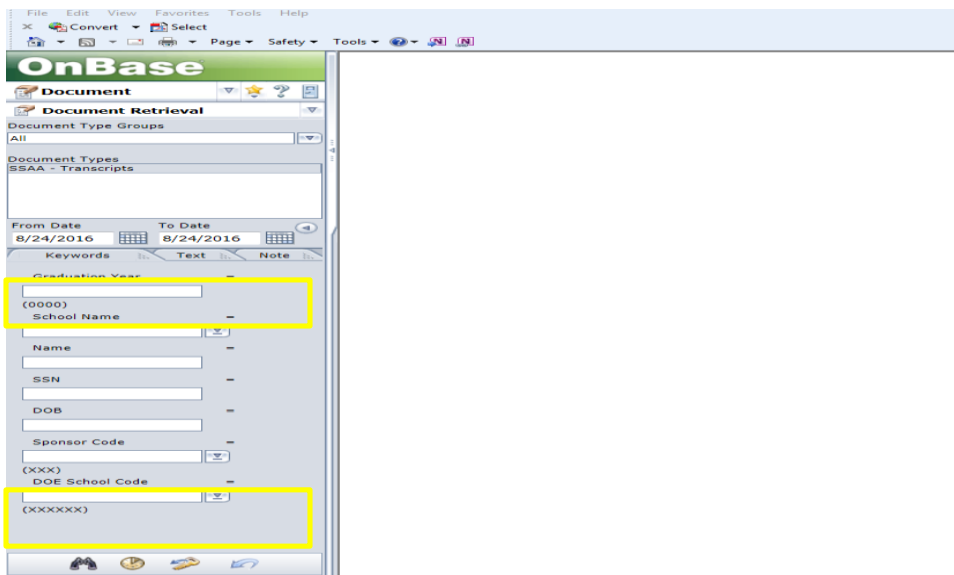 File Edit View Favorites Tools Help
Convert Select
Page Safety Tools
OnBase
Document
Document Retrieval
Document Type Groups
All
Document Types
SSAA - Transcripts
From Date To Date
8/24/2016 8/24/2016
Keywords Text Note
Graduation Year
(0000)
School Name
Name
SSN
DOB
Sponsor Code
(XXX)
DOE School Code
(XXXXXX)